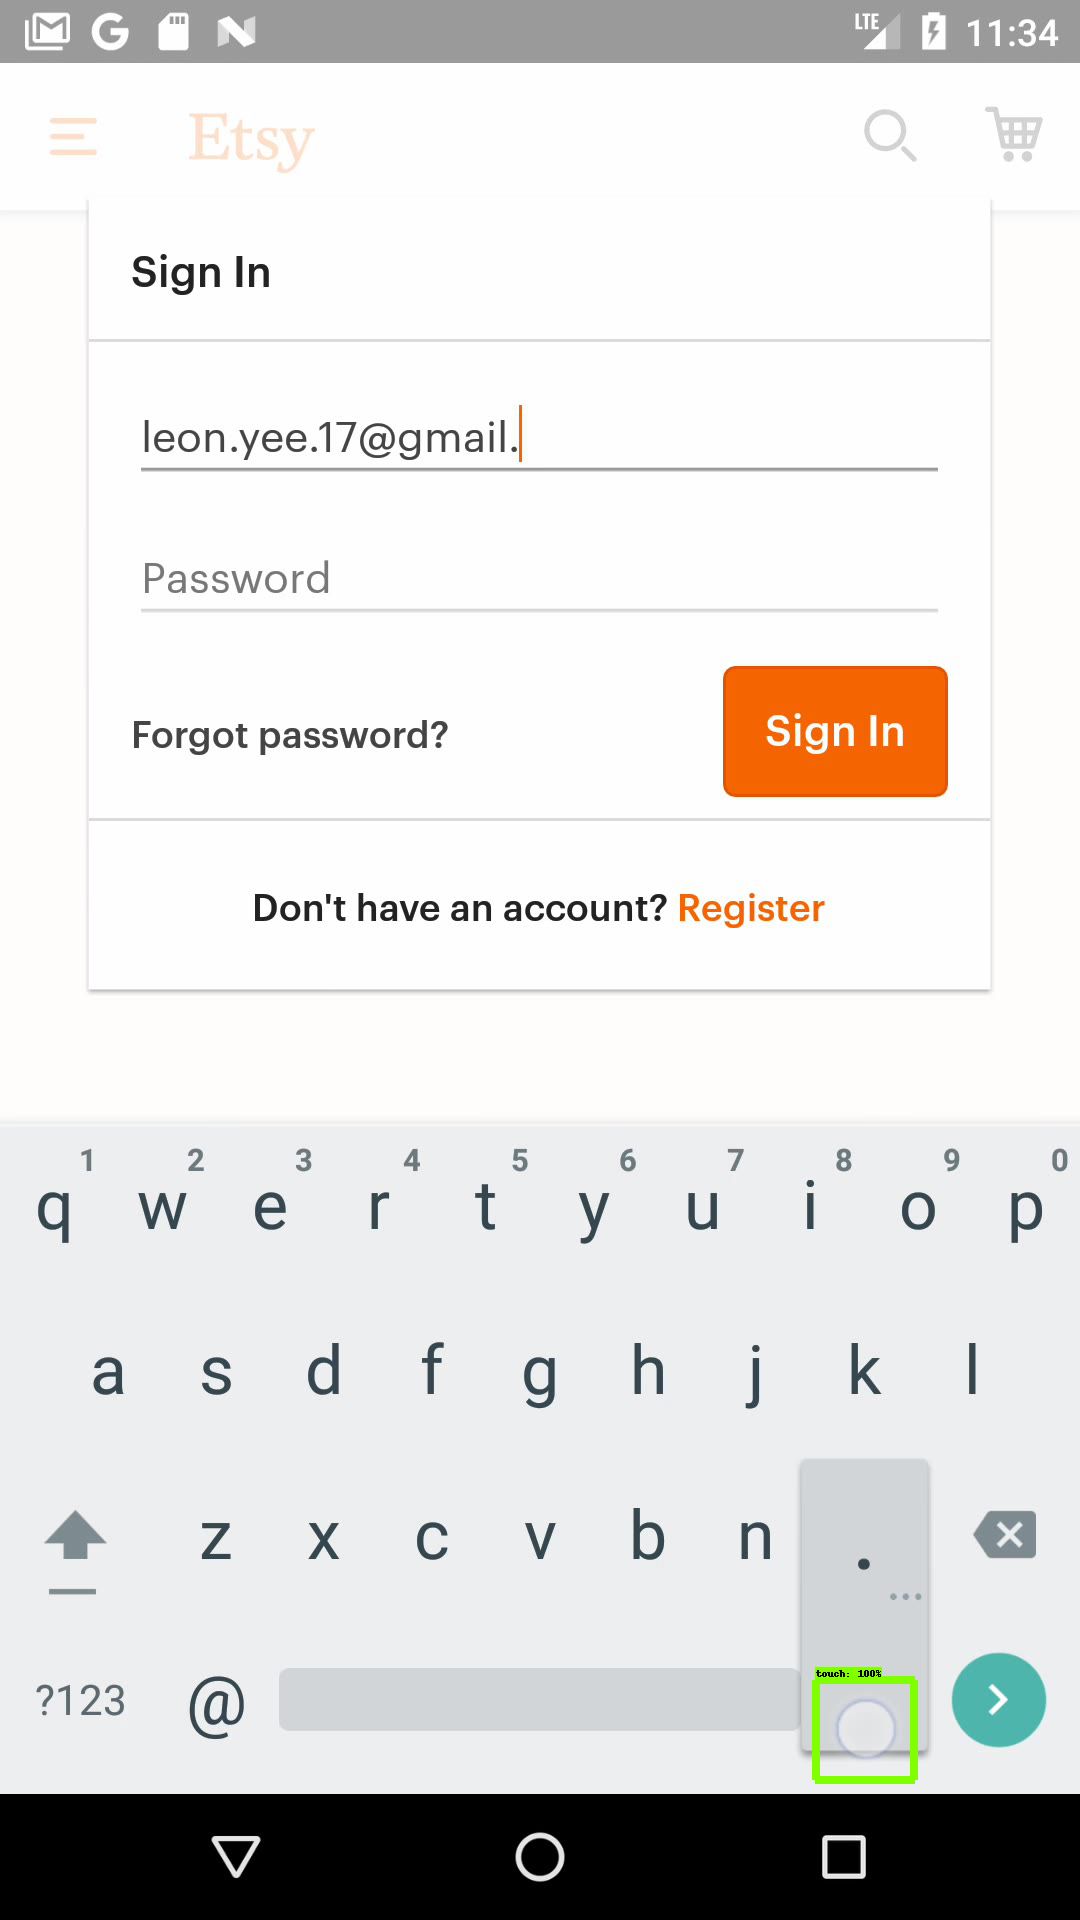 LTE 11:34
Etsy
Sign In
leon.yee.17@gmail.
Password
Forgot password?
Sign In
Don't have an account? Register
1 2 3 4 5 6 7 8 9 0
q w e r t y u i o p
a s d f g h j k l
z x c v b n .
...
touch: 100%
?123 @